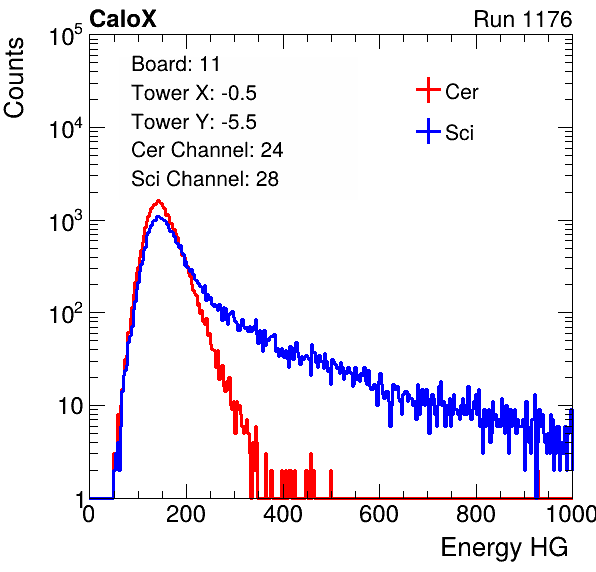 CaloX Run 1176
Counts
10^5
10^4
10^3
10^2
10
1
Board: 11
Tower X: -0.5
Tower Y: -5.5
Cer Channel: 24
Sci Channel: 28
Cer
Sci
0 200 400 600 800 1000
Energy HG